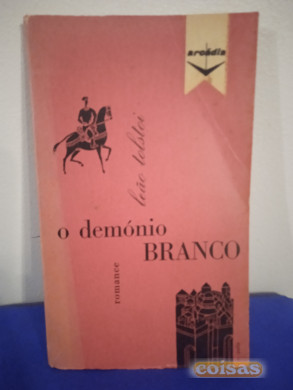 arcádia
leão tolstoi
o demónio
BRANCO
romance
coisas